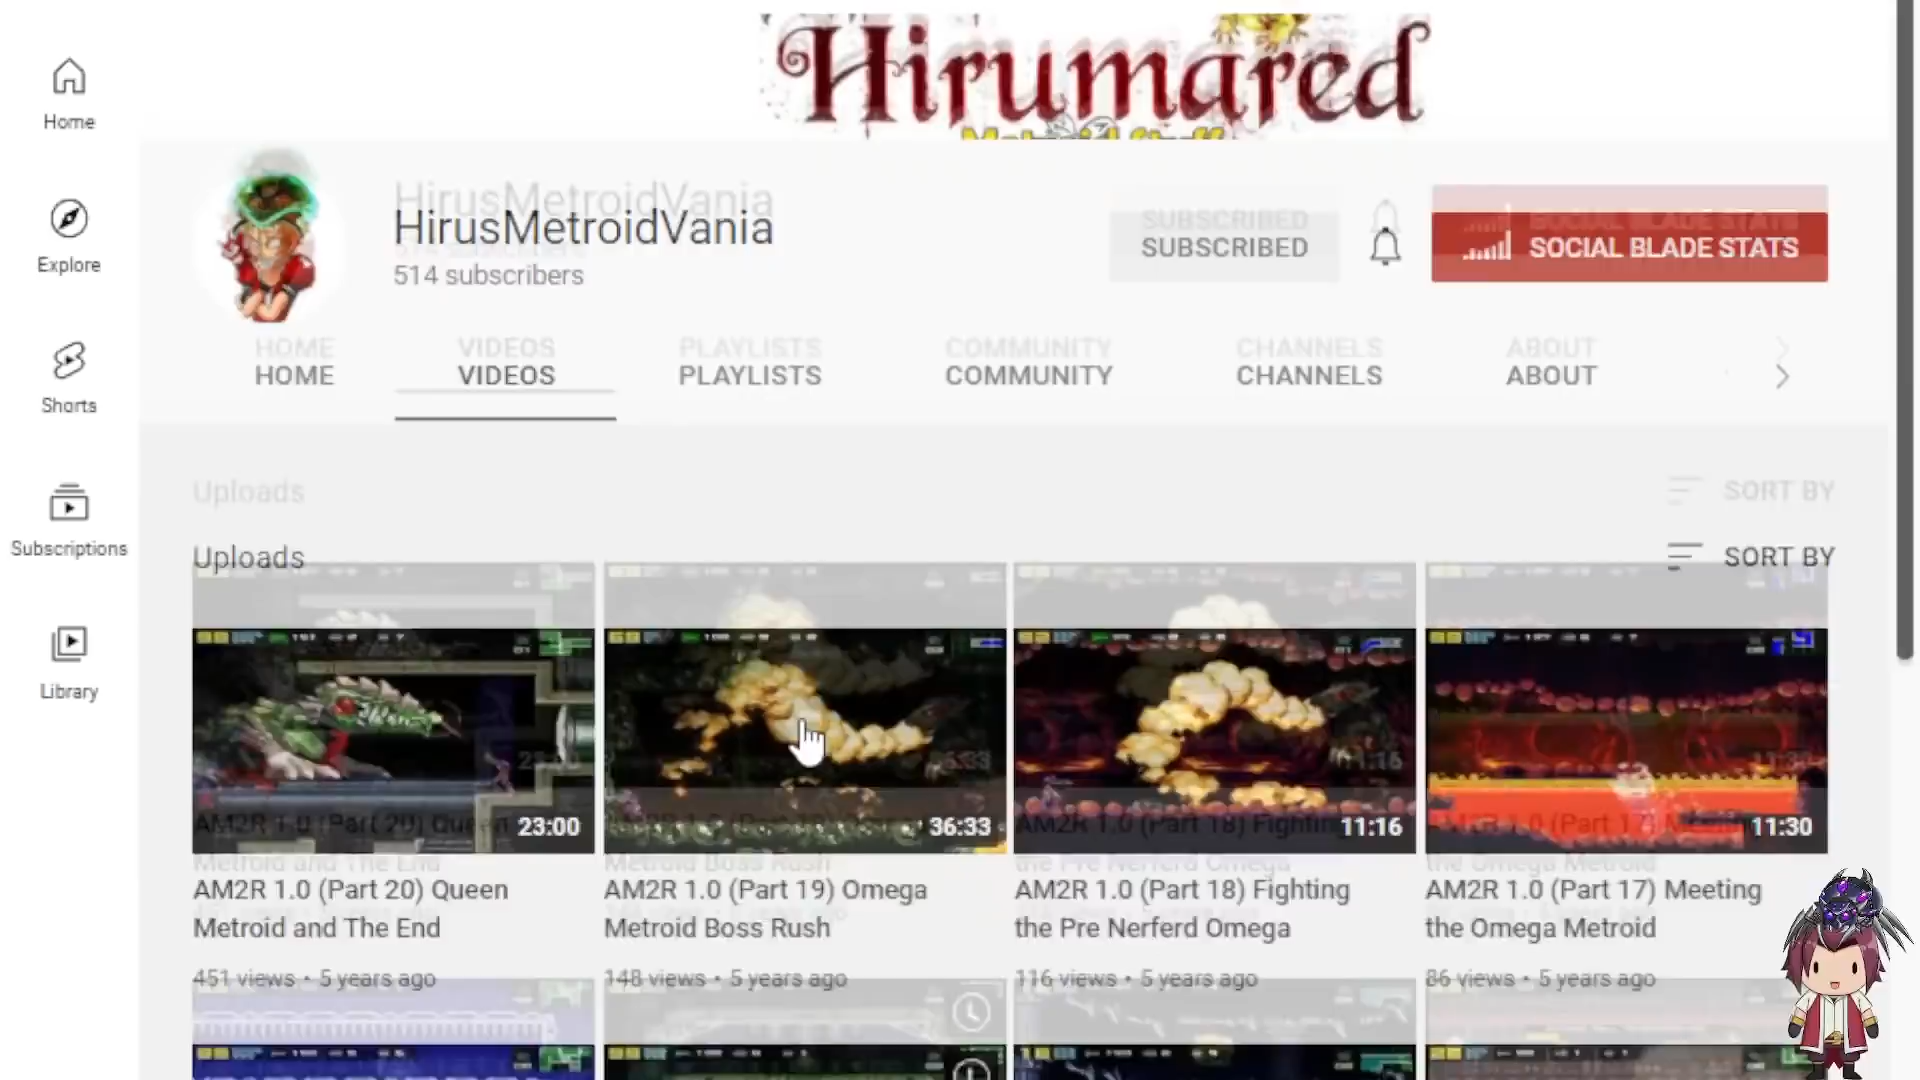 Hirumared
Metroid Stuff
Home
Explore
Shorts
Subscriptions
Library
HirusMetroidVania
514 subscribers
SUBSCRIBED
SOCIAL BLADE STATS
HOME
VIDEOS
PLAYLISTS
COMMUNITY
CHANNELS
ABOUT
Uploads
SORT BY
23:00
36:33
11:16
11:30
AM2R 1.0 (Part 20) Queen
Metroid and The End
451 views • 5 years ago
AM2R 1.0 (Part 19) Omega
Metroid Boss Rush
148 views • 5 years ago
AM2R 1.0 (Part 18) Fighting
the Pre Nerferd Omega
116 views • 5 years ago
AM2R 1.0 (Part 17) Meeting
the Omega Metroid
86 views • 5 years ago